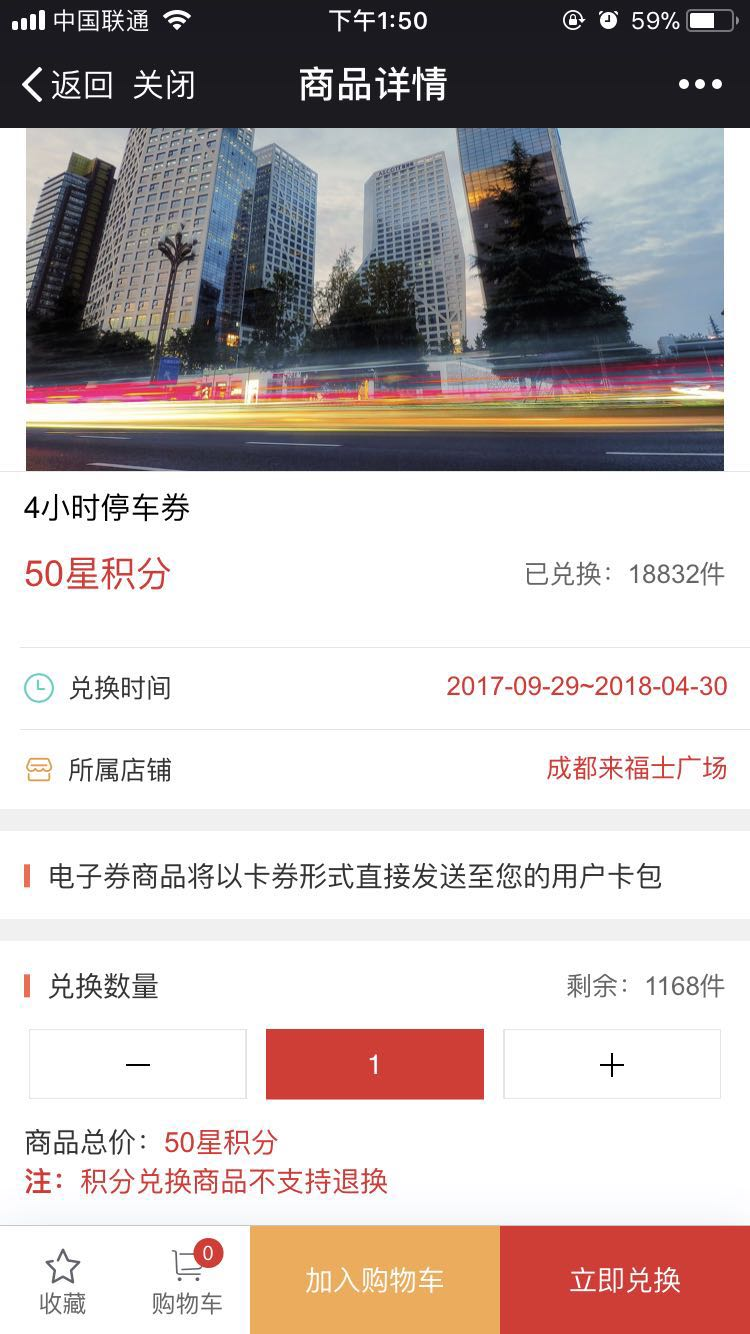 中国联通 下午1:50 59%
返回 关闭 商品详情
ASCOTT
4小时停车券
50星积分 已兑换：18832件
兑换时间 2017-09-29~2018-04-30
所属店铺 成都来福士广场
电子券商品将以卡券形式直接发送至您的用户卡包
兑换数量 剩余：1168件
— 1 +
商品总价：50星积分
注：积分兑换商品不支持退换
0
收藏 购物车 加入购物车 立即兑换